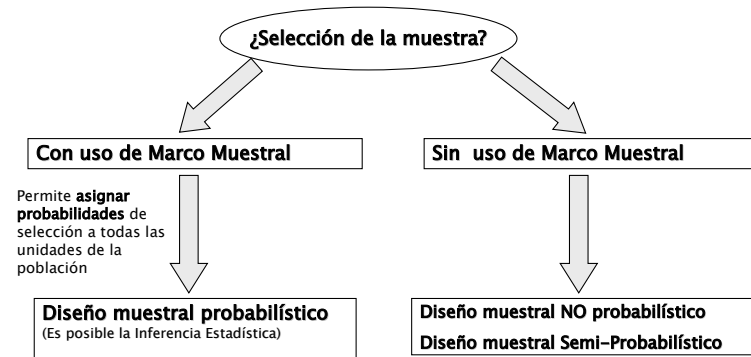 ¿Selección de la muestra?
Con uso de Marco Muestral
Sin uso de Marco Muestral
Permite asignar
probabilidades de
selección a todas las
unidades de la
población
Diseño muestral probabilístico
(Es posible la Inferencia Estadística)
Diseño muestral NO probabilístico
Diseño muestral Semi-Probabilístico